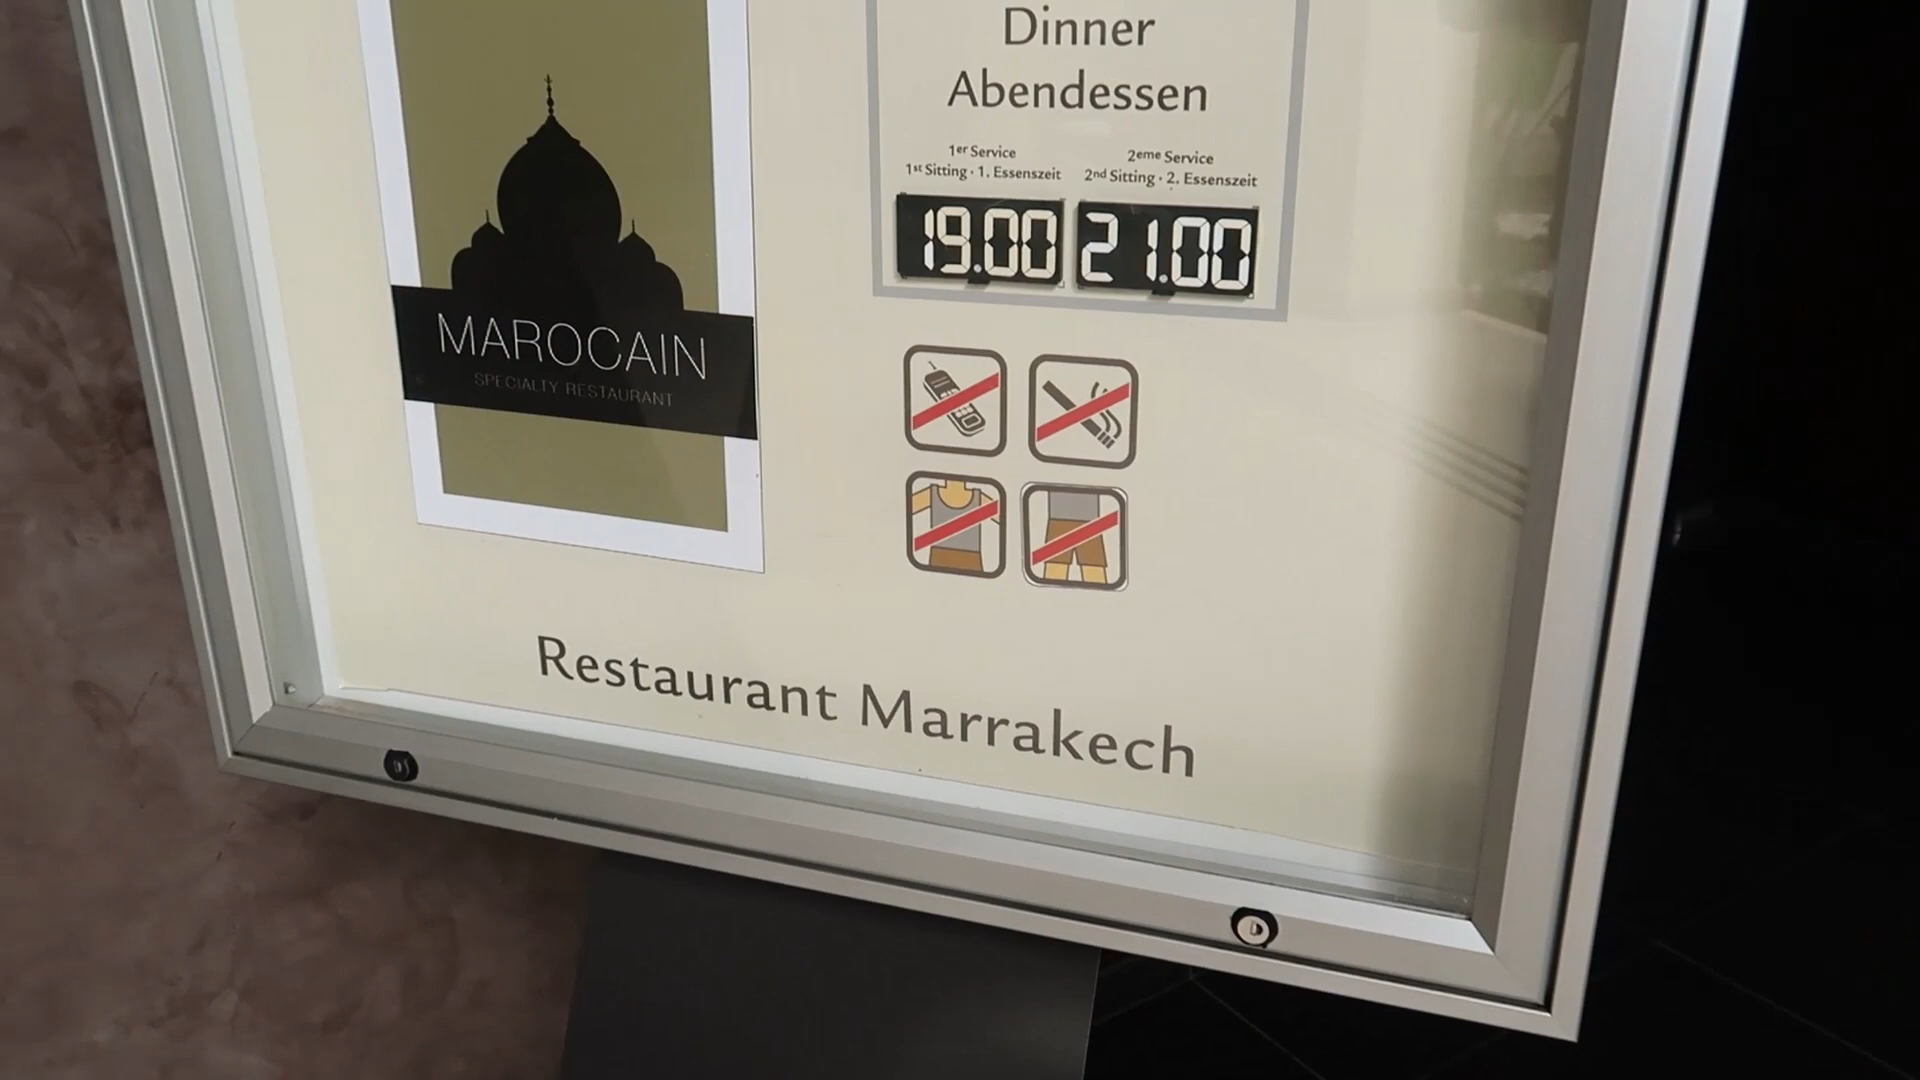 MAROCAIN
SPECIALTY RESTAURANT
Dinner
Abendessen
1er Service
1st Sitting · 1. Essenszeit
19.00
2eme Service
2nd Sitting · 2. Essenszeit
21.00
Restaurant Marrakech